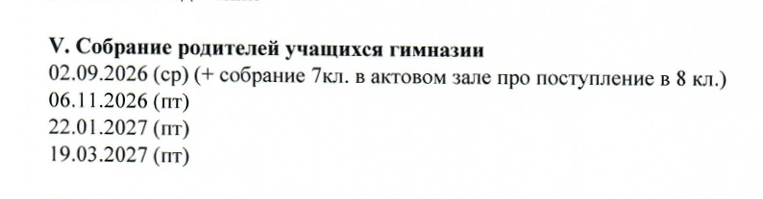 V. Собрание родителей учащихся гимназии
02.09.2026 (ср) (+ собрание 7кл. в актовом зале про поступление в 8 кл.)
06.11.2026 (пт)
22.01.2027 (пт)
19.03.2027 (пт)